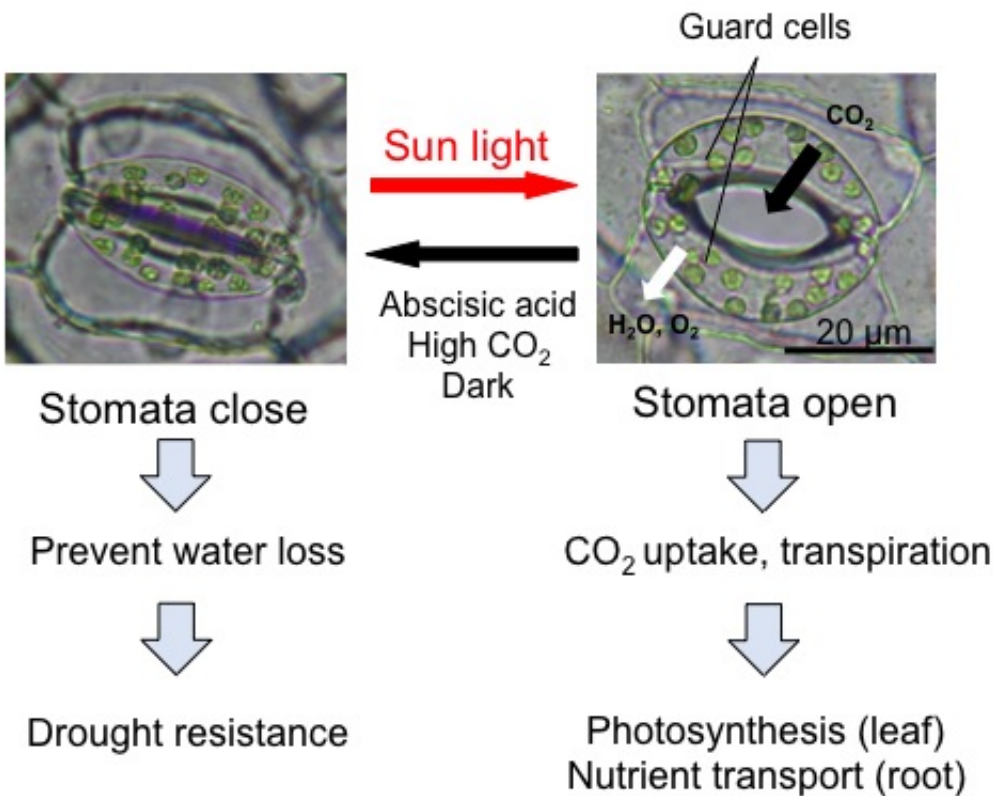 Guard cells
CO₂
Sun light
Abscisic acid
High CO₂
Dark
H₂O, O₂
20 μm
Stomata close
Stomata open
Prevent water loss
CO₂ uptake, transpiration
Drought resistance
Photosynthesis (leaf)
Nutrient transport (root)